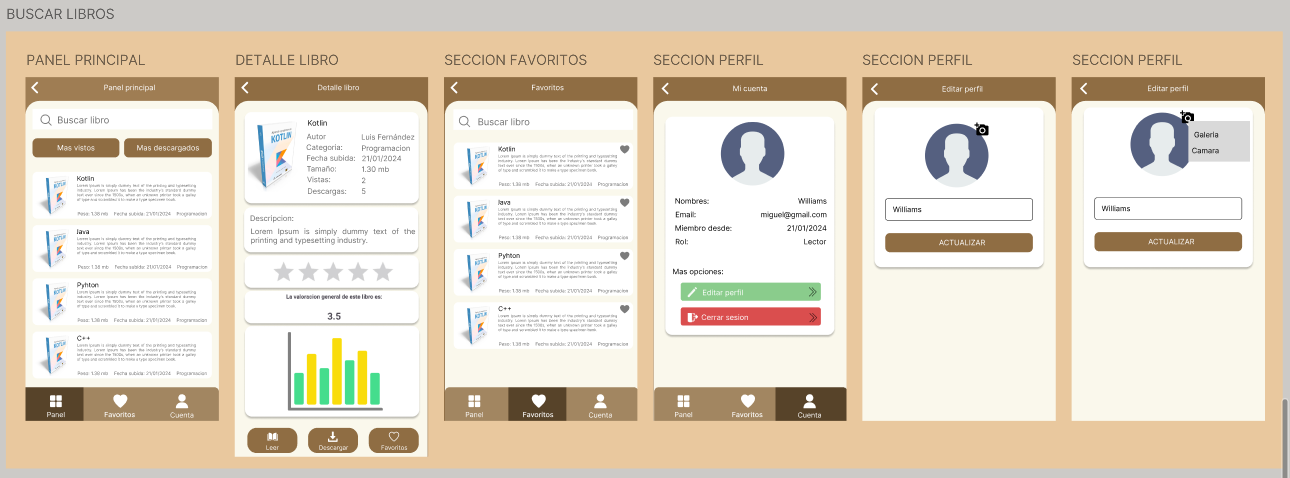 BUSCAR LIBROS
PANEL PRINCIPAL
Panel principal
Buscar libro
Mas vistos
Mas descargados
Kotlin
Lorem Ipsum is simply dummy text of the printing and typesetting
industry. Lorem Ipsum has been the industry's standard dummy
text ever since the 1500s, when an unknown printer took a galley
of type and scrambled it to make a type specimen book.
Peso: 1.38 mb Fecha subida: 21/01/2024 Programacion
Java
Lorem Ipsum is simply dummy text of the printing and typesetting
industry. Lorem Ipsum has been the industry's standard dummy
text ever since the 1500s, when an unknown printer took a galley
of type and scrambled it to make a type specimen book.
Peso: 1.38 mb Fecha subida: 21/01/2024 Programacion
Pyhton
Lorem Ipsum is simply dummy text of the printing and typesetting
industry. Lorem Ipsum has been the industry's standard dummy
text ever since the 1500s, when an unknown printer took a galley
of type and scrambled it to make a type specimen book.
Peso: 1.38 mb Fecha subida: 21/01/2024 Programacion
C++
Lorem Ipsum is simply dummy text of the printing and typesetting
industry. Lorem Ipsum has been the industry's standard dummy
text ever since the 1500s, when an unknown printer took a galley
of type and scrambled it to make a type specimen book.
Peso: 1.38 mb Fecha subida: 21/01/2024 Programacion
Panel
Favoritos
Cuenta
DETALLE LIBRO
Detalle libro
KOTLIN
Kotlin
Autor Luis Fernández
Categoria: Programacion
Fecha subida: 21/01/2024
Tamaño: 1.30 mb
Vistas: 2
Descargas: 5
Descripcion:
Lorem Ipsum is simply dummy text of the
printing and typesetting industry.
La valoracion general de este libro es:
3.5
Leer
Descargar
Favoritos
SECCION FAVORITOS
Favoritos
Buscar libro
Kotlin
Lorem Ipsum is simply dummy text of the printing and typesetting
industry. Lorem Ipsum has been the industry's standard dummy
text ever since the 1500s, when an unknown printer took a galley
of type and scrambled it to make a type specimen book.
Peso: 1.38 mb Fecha subida: 21/01/2024 Programacion
Java
Lorem Ipsum is simply dummy text of the printing and typesetting
industry. Lorem Ipsum has been the industry's standard dummy
text ever since the 1500s, when an unknown printer took a galley
of type and scrambled it to make a type specimen book.
Peso: 1.38 mb Fecha subida: 21/01/2024 Programacion
Pyhton
Lorem Ipsum is simply dummy text of the printing and typesetting
industry. Lorem Ipsum has been the industry's standard dummy
text ever since the 1500s, when an unknown printer took a galley
of type and scrambled it to make a type specimen book.
Peso: 1.38 mb Fecha subida: 21/01/2024 Programacion
C++
Lorem Ipsum is simply dummy text of the printing and typesetting
industry. Lorem Ipsum has been the industry's standard dummy
text ever since the 1500s, when an unknown printer took a galley
of type and scrambled it to make a type specimen book.
Peso: 1.38 mb Fecha subida: 21/01/2024 Programacion
Panel
Favoritos
Cuenta
SECCION PERFIL
Mi cuenta
Nombres: Williams
Email: miguel@gmail.com
Miembro desde: 21/01/2024
Rol: Lector
Mas opciones:
Editar perfil
Cerrar sesion
Panel
Favoritos
Cuenta
SECCION PERFIL
Editar perfil
Williams
ACTUALIZAR
SECCION PERFIL
Editar perfil
Galeria
Camara
Williams
ACTUALIZAR